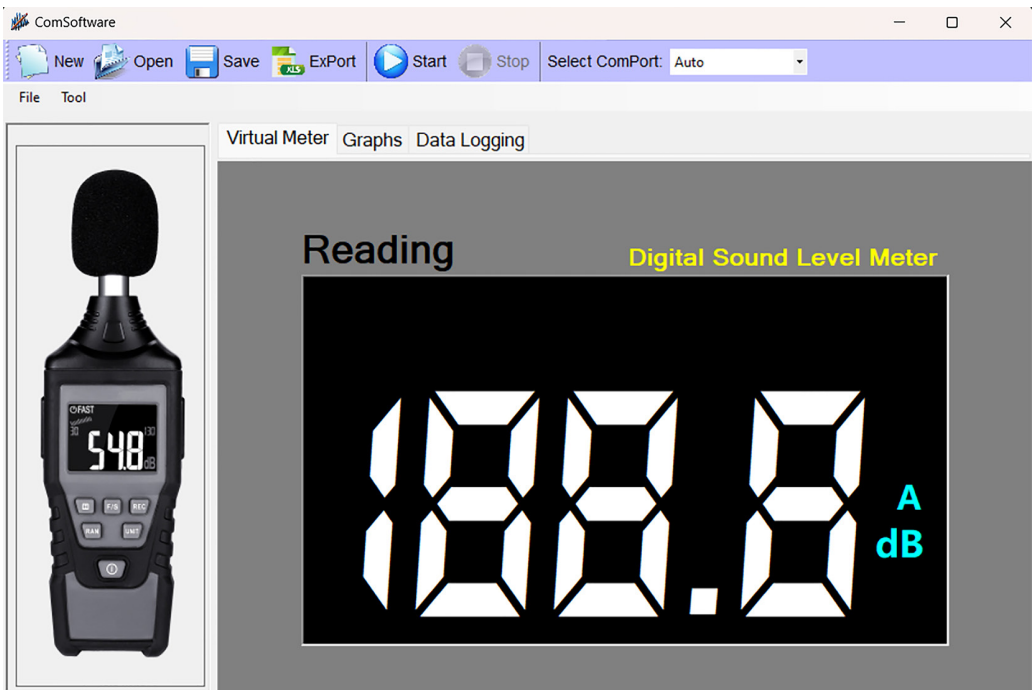 ComSoftware
New Open Save ExPort Start Stop Select ComPort: Auto
File Tool
Virtual Meter Graphs Data Logging
Reading
Digital Sound Level Meter
188.8
A
dB
FAST
30 130
54.8 dB
F/S REC
RAN UNIT